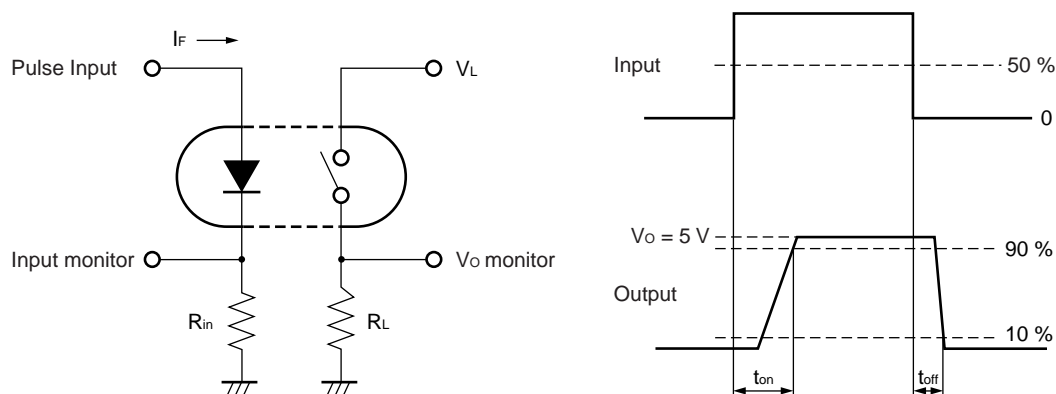 IF
Pulse Input
VL
Input monitor
VO monitor
Rin
RL
Input
50 %
0
VO = 5 V
90 %
Output
10 %
ton
toff